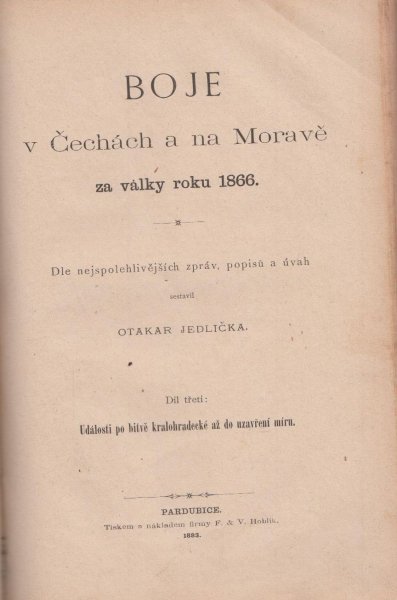 BOJE
v Čechách a na Moravě
za války roku 1866.
Dle nejspolehlivějších zpráv, popisů a úvah
sestavil
OTAKAR JEDLIČKA.
Díl třetí:
Události po bitvě kralohradecké až do uzavření míru.
PARDUBICE.
Tiskem a nákladem firmy F. & V. Hoblík.